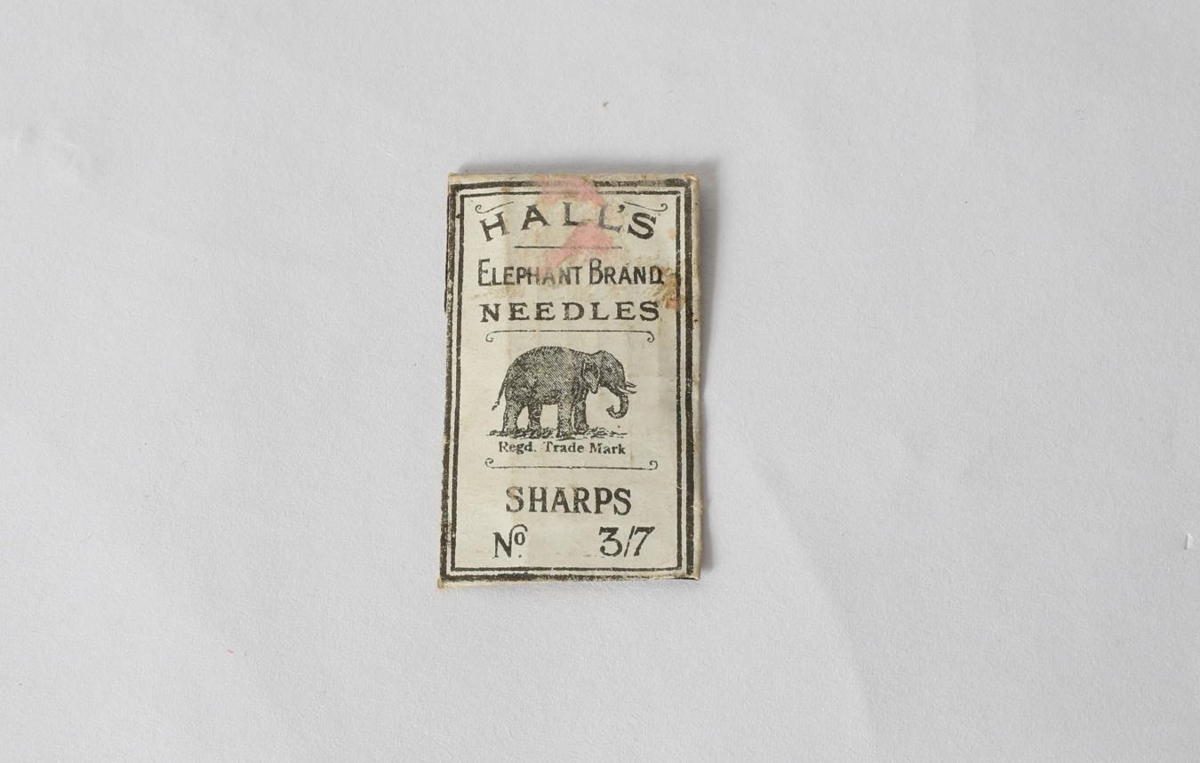 HALL'S
ELEPHANT BRAND
NEEDLES
Regd. Trade Mark
SHARPS
No. 3/7